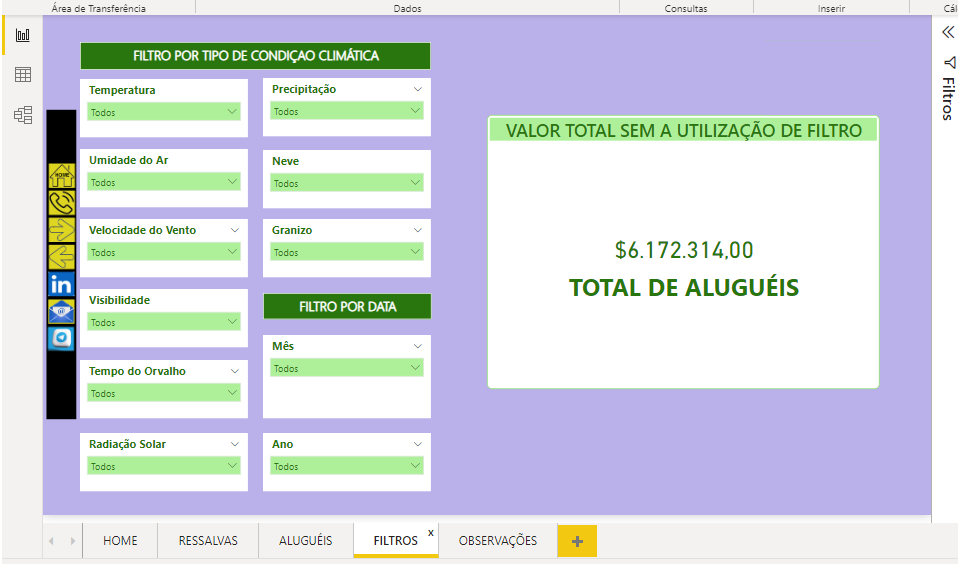 Área de Transferência
Dados
Consultas
Inserir
Cál
FILTRO POR TIPO DE CONDIÇAO CLIMÁTICA
Temperatura
Todos
Precipitação
Todos
Umidade do Ar
Todos
Neve
Todos
Velocidade do Vento
Todos
Granizo
Todos
Visibilidade
Todos
FILTRO POR DATA
Mês
Todos
Tempo do Orvalho
Todos
Radiação Solar
Todos
Ano
Todos
HOME
in
VALOR TOTAL SEM A UTILIZAÇÃO DE FILTRO
$6.172.314,00
TOTAL DE ALUGUÉIS
Filtros
HOME
RESSALVAS
ALUGUÉIS
FILTROS
x
OBSERVAÇÕES
+